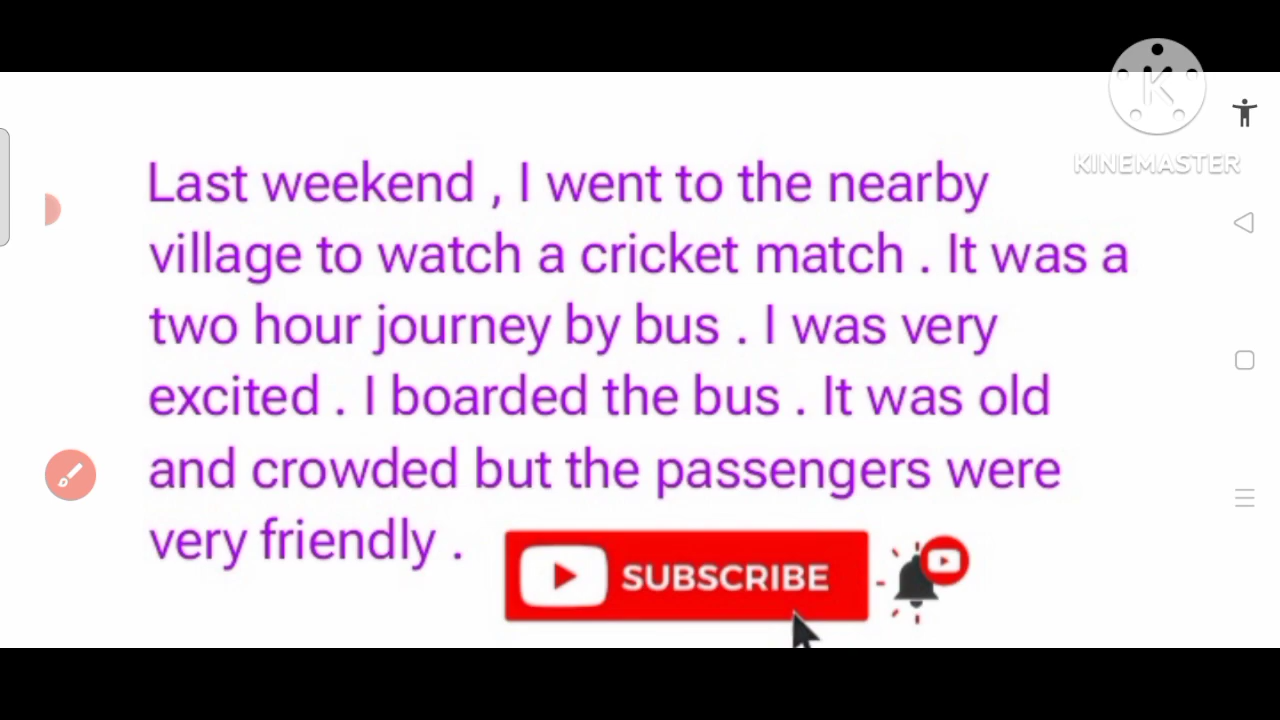 KINEMASTER
Last weekend , I went to the nearby
village to watch a cricket match . It was a
two hour journey by bus . I was very
excited . I boarded the bus . It was old
and crowded but the passengers were
very friendly .
SUBSCRIBE